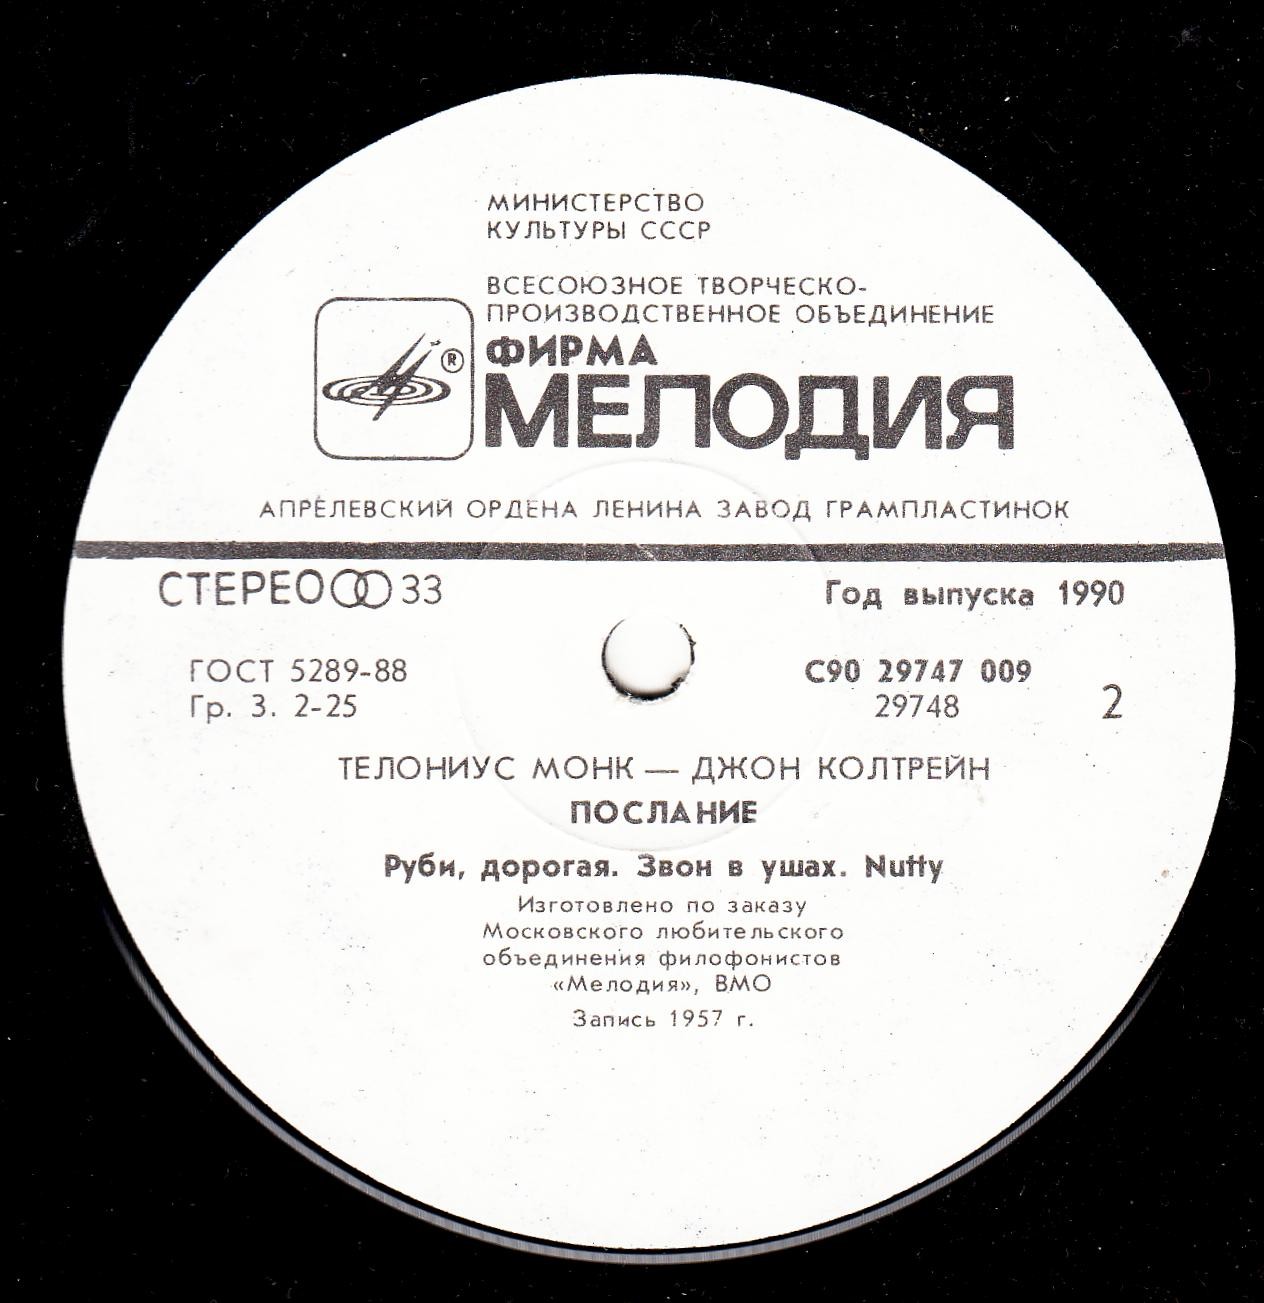 МИНИСТЕРСТВО
КУЛЬТУРЫ СССР
ВСЕСОЮЗНОЕ ТВОРЧЕСКО-
ПРОИЗВОДСТВЕННОЕ ОБЪЕДИНЕНИЕ
ФИРМА
®
МЕЛОДИЯ
АПРЕЛЕВСКИЙ ОРДЕНА ЛЕНИНА ЗАВОД ГРАМПЛАСТИНОК
СТЕРЕО 33
Год выпуска 1990
ГОСТ 5289-88
Гр. 3. 2-25
С90 29747 009
29748
2
ТЕЛОНИУС МОНК — ДЖОН КОЛТРЕЙН
ПОСЛАНИЕ
Руби, дорогая. Звон в ушах. Nutty
Изготовлено по заказу
Московского любительского
объединения филофонистов
«Мелодия», ВМО
Запись 1957 г.